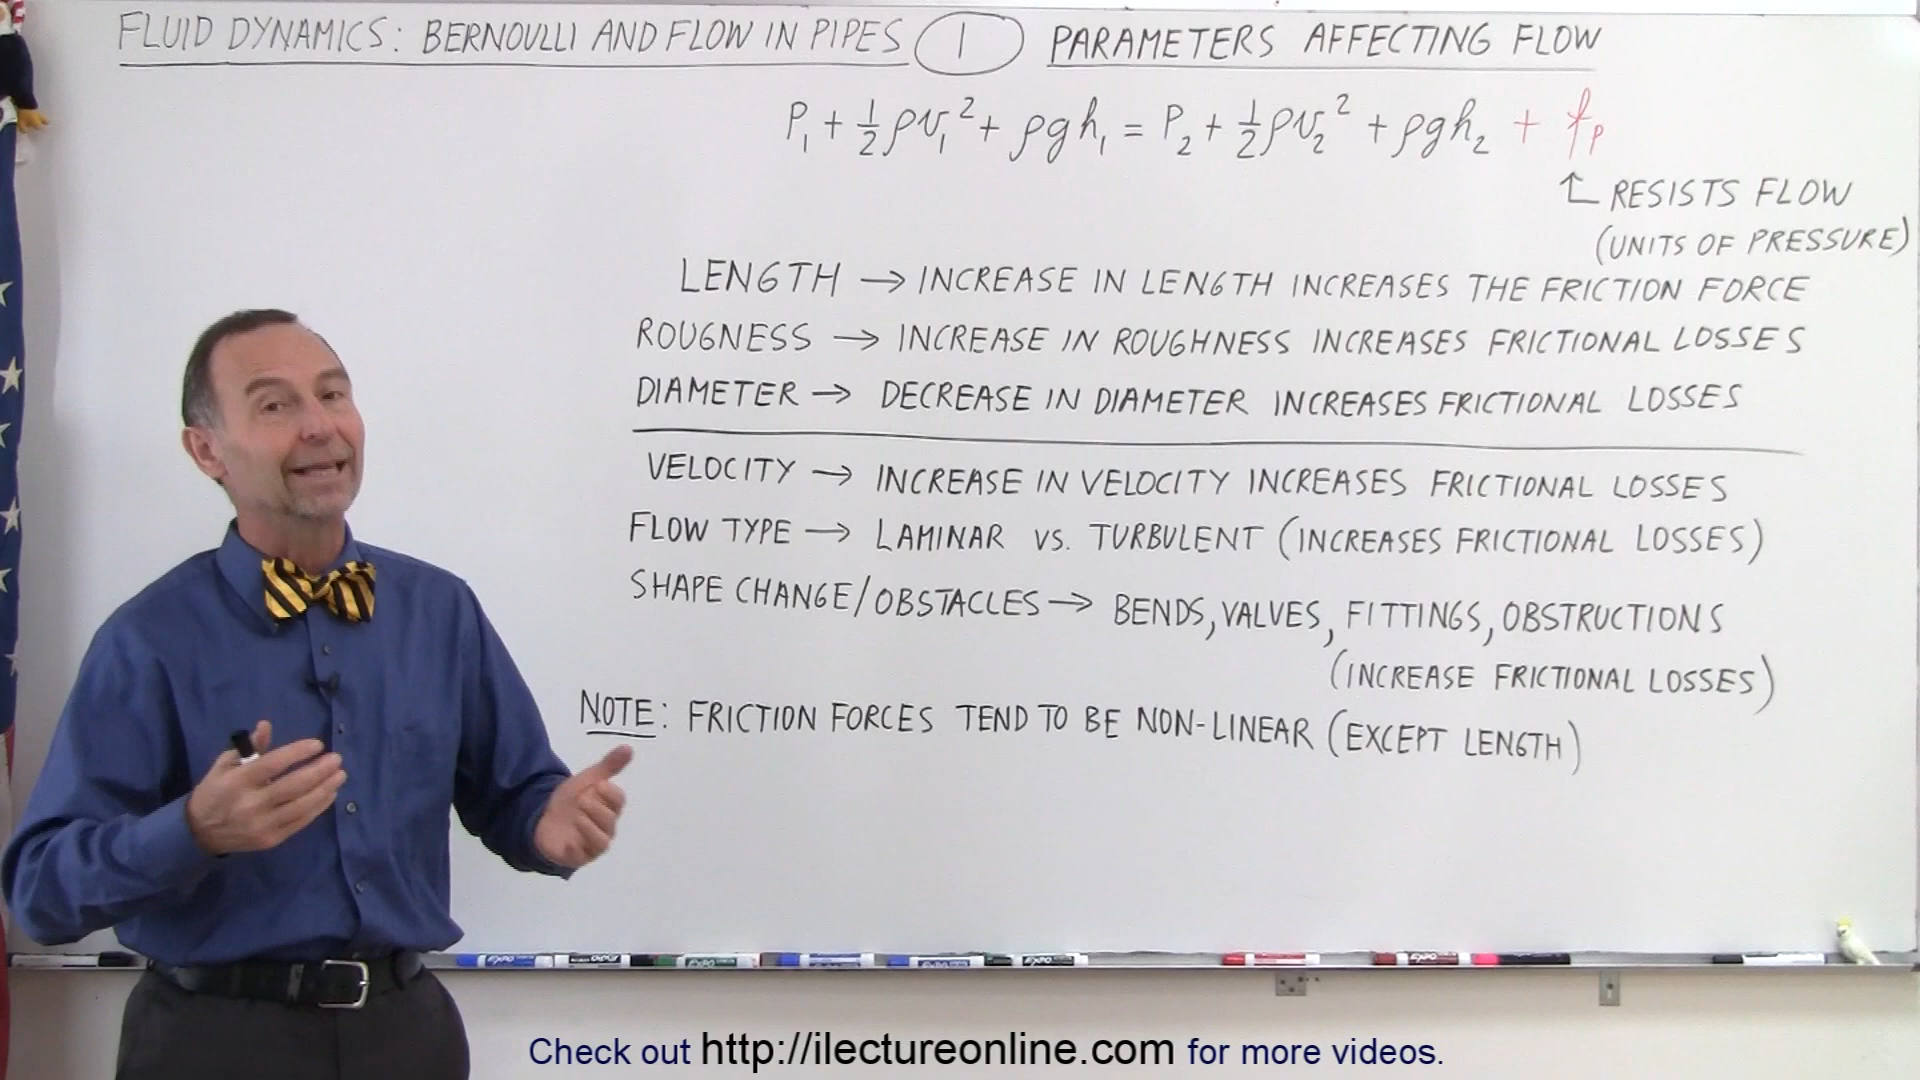 FLUID DYNAMICS: BERNOULLI AND FLOW IN PIPES 1 PARAMETERS AFFECTING FLOW
P₁ + ½ρv₁² + ρgh₁ = P₂ + ½ρv₂² + ρgh₂ + fₚ
RESISTS FLOW
(UNITS OF PRESSURE)
LENGTH → INCREASE IN LENGTH INCREASES THE FRICTION FORCE
ROUGNESS → INCREASE IN ROUGHNESS INCREASES FRICTIONAL LOSSES
DIAMETER → DECREASE IN DIAMETER INCREASES FRICTIONAL LOSSES
VELOCITY → INCREASE IN VELOCITY INCREASES FRICTIONAL LOSSES
FLOW TYPE → LAMINAR VS. TURBULENT (INCREASES FRICTIONAL LOSSES)
SHAPE CHANGE/OBSTACLES → BENDS, VALVES, FITTINGS, OBSTRUCTIONS
(INCREASE FRICTIONAL LOSSES)
NOTE: FRICTION FORCES TEND TO BE NON-LINEAR (EXCEPT LENGTH)
Check out http://ilectureonline.com for more videos.